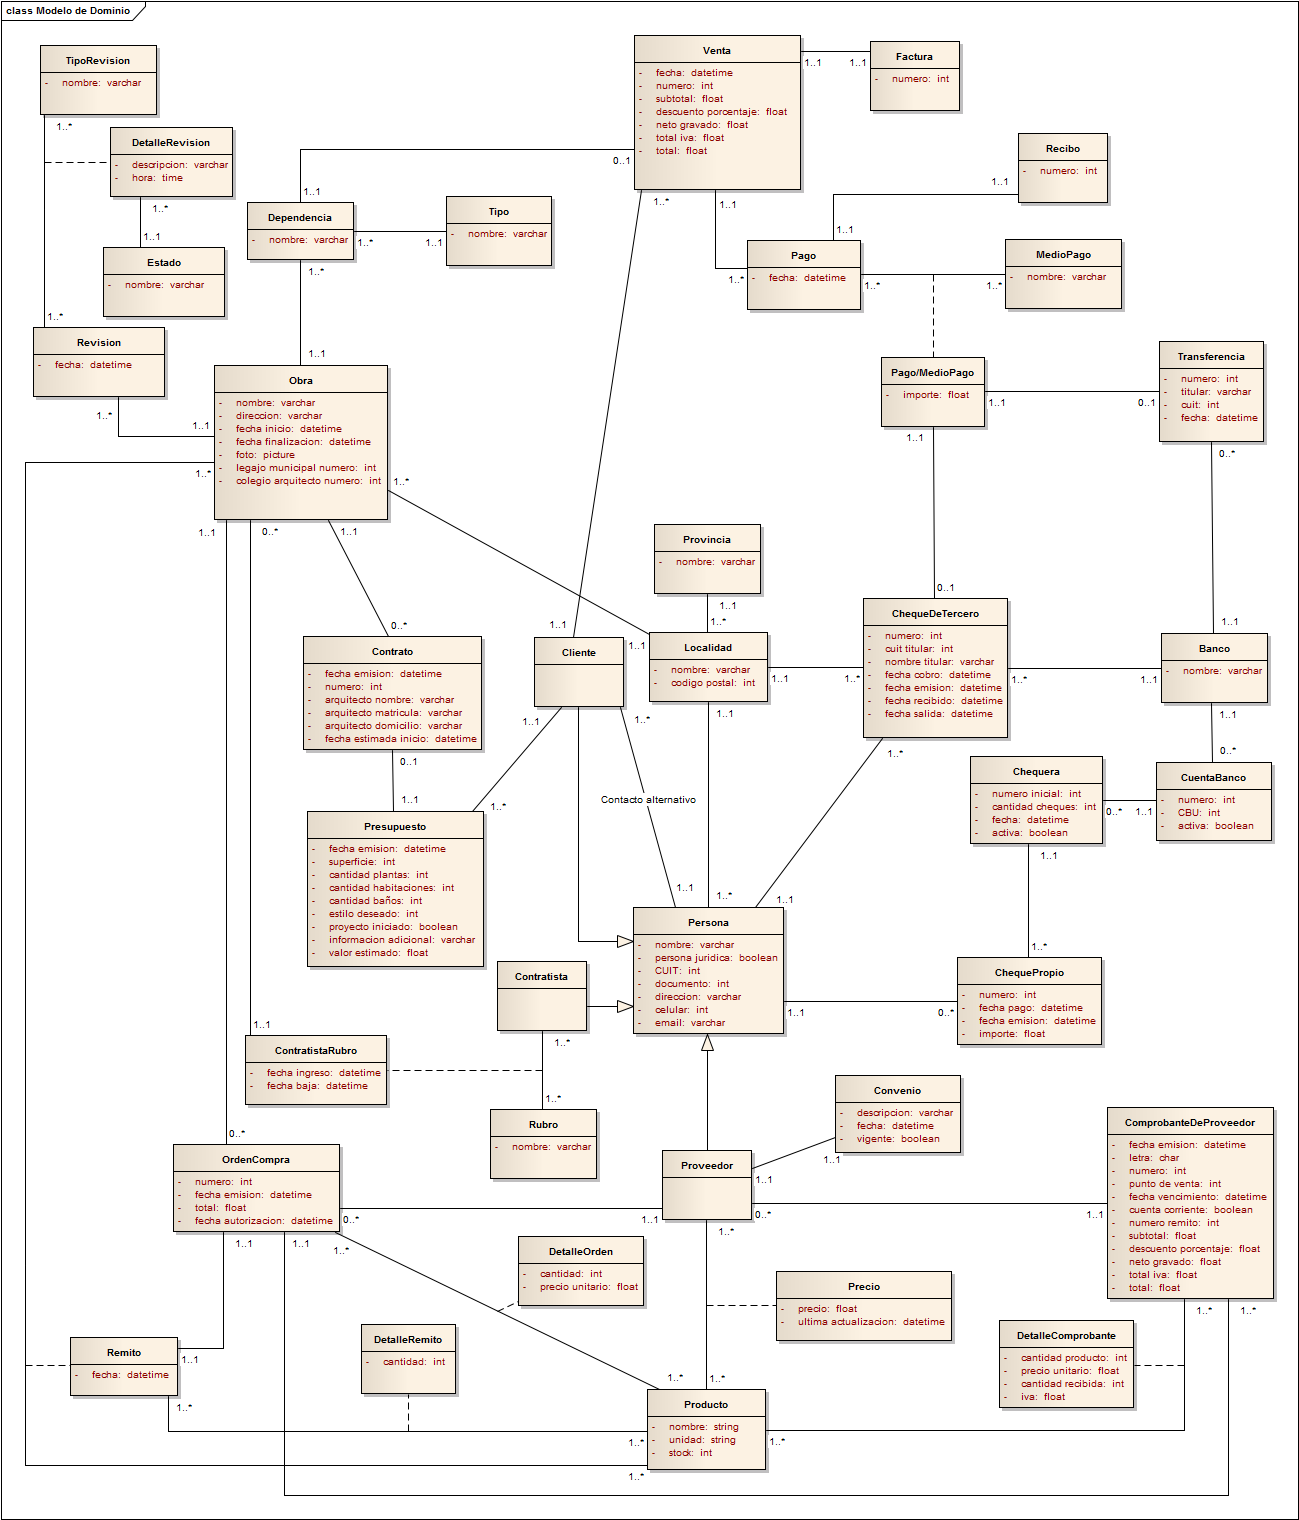 class Modelo de Dominio
TipoRevision
- nombre: varchar
1..*
DetalleRevision
- descripcion: varchar
- hora: time
1..*
1..1
Estado
- nombre: varchar
1..*
Revision
- fecha: datetime
1..*
1..1
Venta
- fecha: datetime
- numero: int
- subtotal: float
- descuento porcentaje: float
- neto gravado: float
- total iva: float
- total: float
1..1
1..1
Factura
- numero: int
0..1
1..1
1..*
1..1
Dependencia
- nombre: varchar
1..*
1..1
Tipo
- nombre: varchar
1..*
1..1
Recibo
- numero: int
1..1
1..1
Pago
- fecha: datetime
1..*
1..*
1..*
MedioPago
- nombre: varchar
Pago/MedioPago
- importe: float
1..1
0..1
1..1
Transferencia
- numero: int
- titular: varchar
- cuit: int
- fecha: datetime
0..*
1..1
Obra
- nombre: varchar
- direccion: varchar
- fecha inicio: datetime
- fecha finalizacion: datetime
- foto: picture
- legajo municipal numero: int
- colegio arquitecto numero: int
1..*
1..*
1..1
0..*
1..1
0..*
Provincia
- nombre: varchar
1..1
1..*
0..1
Contrato
- fecha emision: datetime
- numero: int
- arquitecto nombre: varchar
- arquitecto matricula: varchar
- arquitecto domicilio: varchar
- fecha estimada inicio: datetime
0..1
1..1
1..1
Cliente
1..1
1..*
1..*
1..1
Localidad
- nombre: varchar
- codigo postal: int
1..1
1..*
1..1
ChequeDeTercero
- numero: int
- cuit titular: int
- nombre titular: varchar
- fecha cobro: datetime
- fecha emision: datetime
- fecha recibido: datetime
- fecha salida: datetime
1..*
1..1
1..*
Banco
- nombre: varchar
1..1
0..*
Chequera
- numero inicial: int
- cantidad cheques: int
- fecha: datetime
- activa: boolean
0..*
1..1
CuentaBanco
- numero: int
- CBU: int
- activa: boolean
1..1
1..*
Contacto alternativo
Presupuesto
- fecha emision: datetime
- superficie: int
- cantidad plantas: int
- cantidad habitaciones: int
- cantidad baños: int
- estilo deseado: int
- proyecto iniciado: boolean
- informacion adicional: varchar
- valor estimado: float
1..1
1..*
1..1
Persona
- nombre: varchar
- persona juridica: boolean
- CUIT: int
- documento: int
- direccion: varchar
- celular: int
- email: varchar
1..1
0..*
ChequePropio
- numero: int
- fecha pago: datetime
- fecha emision: datetime
- importe: float
Contratista
1..*
1..1
ContratistaRubro
- fecha ingreso: datetime
- fecha baja: datetime
1..*
Rubro
- nombre: varchar
Convenio
- descripcion: varchar
- fecha: datetime
- vigente: boolean
1..1
1..1
0..*
OrdenCompra
- numero: int
- fecha emision: datetime
- total: float
- fecha autorizacion: datetime
0..*
1..1
1..1
1..1
1..*
Proveedor
0..*
1..1
1..*
ComprobanteDeProveedor
- fecha emision: datetime
- letra: char
- numero: int
- punto de venta: int
- fecha vencimiento: datetime
- cuenta corriente: boolean
- numero remito: int
- subtotal: float
- descuento porcentaje: float
- neto gravado: float
- total iva: float
- total: float
1..*
1..*
DetalleOrden
- cantidad: int
- precio unitario: float
Precio
- precio: float
- ultima actualizacion: datetime
DetalleRemito
- cantidad: int
DetalleComprobante
- cantidad producto: int
- precio unitario: float
- cantidad recibida: int
- iva: float
Remito
- fecha: datetime
1..1
1..*
1..*
1..*
Producto
- nombre: string
- unidad: string
- stock: int
1..*
1..*
1..*